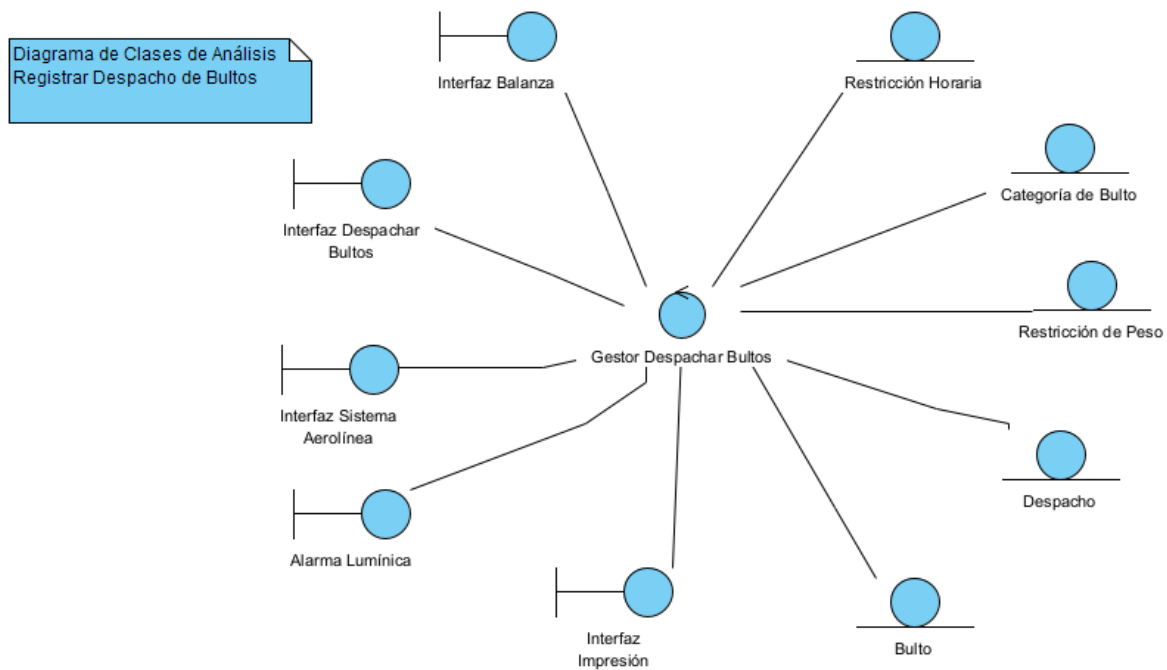 Diagrama de Clases de Análisis
Registrar Despacho de Bultos
Interfaz Balanza
Restricción Horaria
Categoría de Bulto
Interfaz Despachar
Bultos
Restricción de Peso
Gestor Despachar Bultos
Interfaz Sistema
Aerolínea
Despacho
Alarma Lumínica
Interfaz
Impresión
Bulto